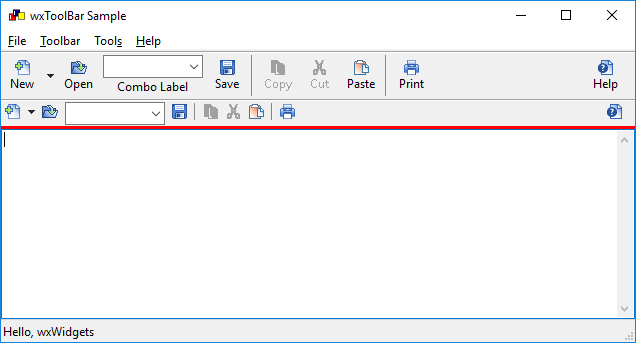 wxToolBar Sample
File Toolbar Tools Help
New Open Combo Label Save Copy Cut Paste Print Help
Hello, wxWidgets